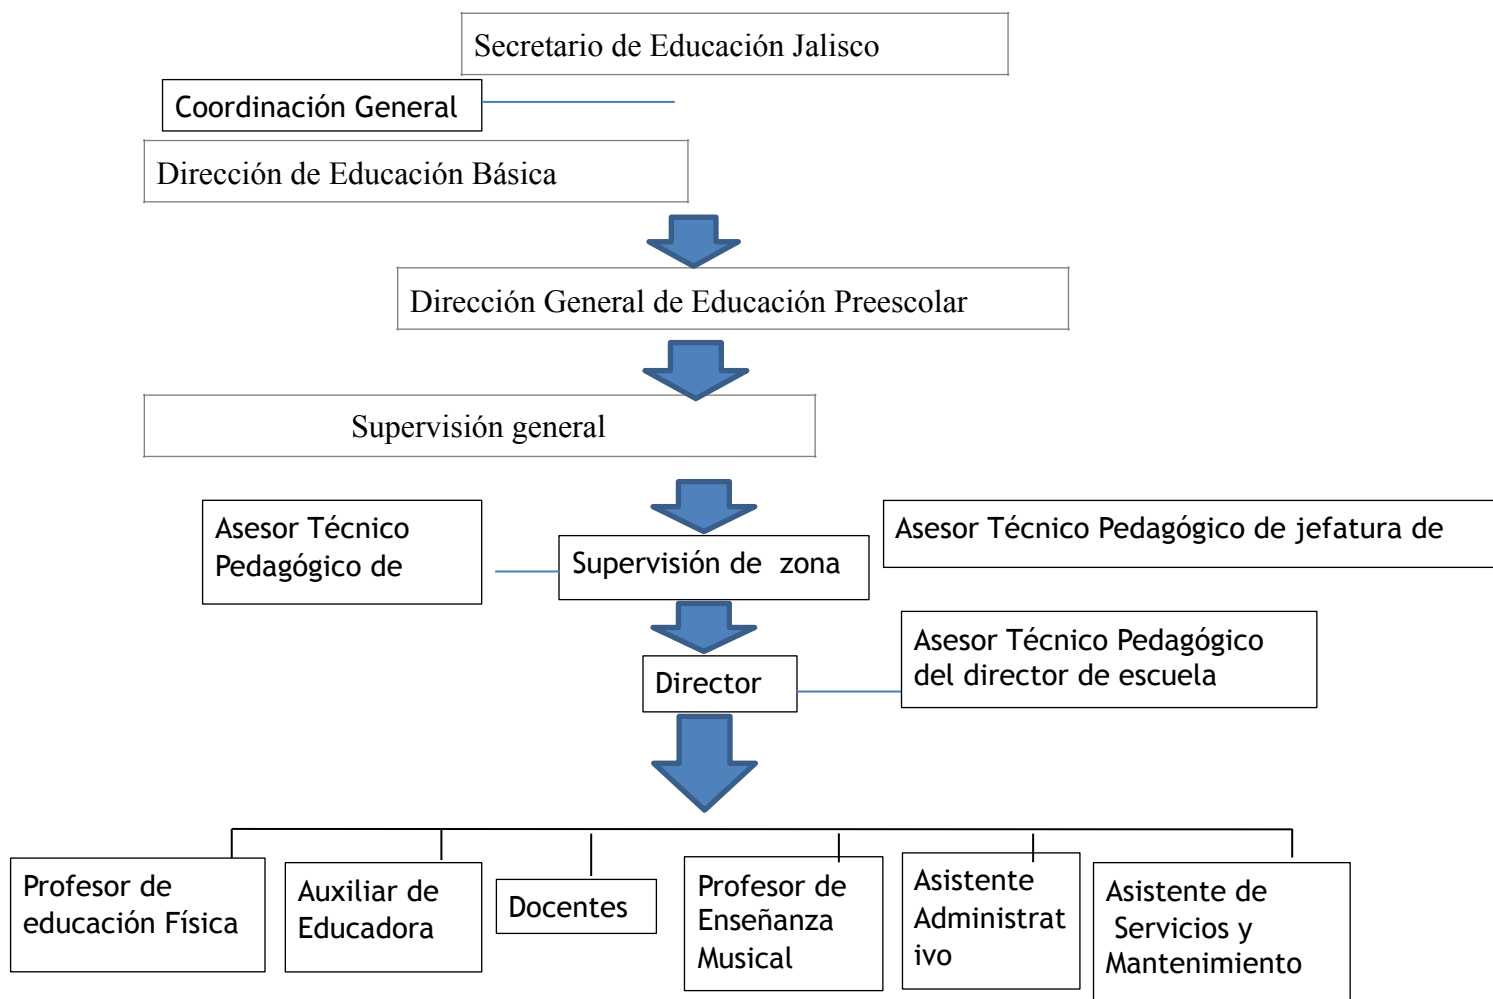 Secretario de Educación Jalisco
Coordinación General
Dirección de Educación Básica
Dirección General de Educación Preescolar
Supervisión general
Asesor Técnico
Pedagógico de
Supervisión de  zona
Asesor Técnico Pedagógico de jefatura de
Director
Asesor Técnico Pedagógico
del director de escuela
Profesor de
educación Física
Auxiliar de
Educadora
Docentes
Profesor de
Enseñanza
Musical
Asistente
Administrat
ivo
Asistente de
Servicios y
Mantenimiento